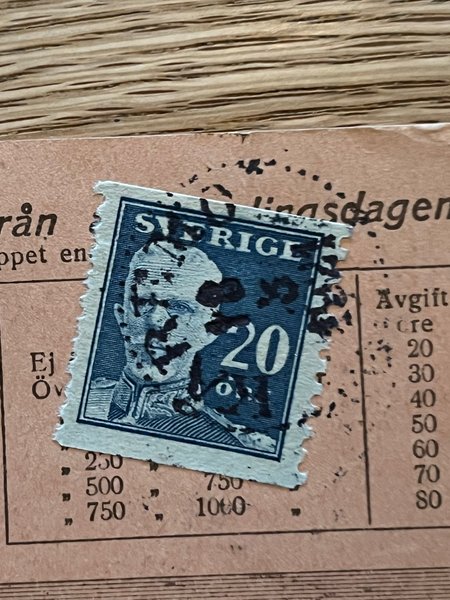 rån lingsdagen
ppet en
SVERIGE
20
ÖRE
Avgift
öre
Ej
Öv
20
30
40
50
„ 250 60
„ 500 „ 750 70
„ 750 „ 1000 „ 80